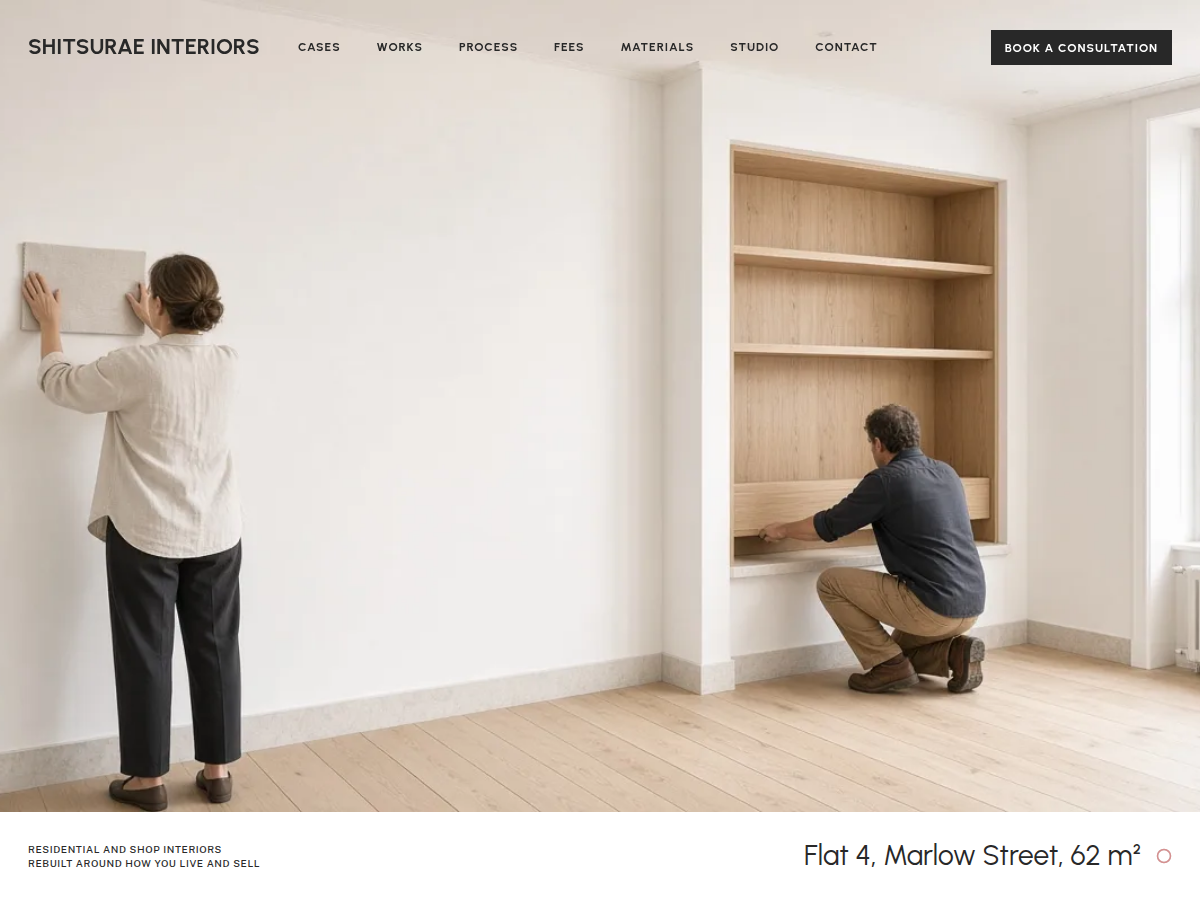 SHITSURAE INTERIORS
CASES
WORKS
PROCESS
FEES
MATERIALS
STUDIO
CONTACT
BOOK A CONSULTATION
RESIDENTIAL AND SHOP INTERIORS
REBUILT AROUND HOW YOU LIVE AND SELL
Flat 4, Marlow Street, 62 m²